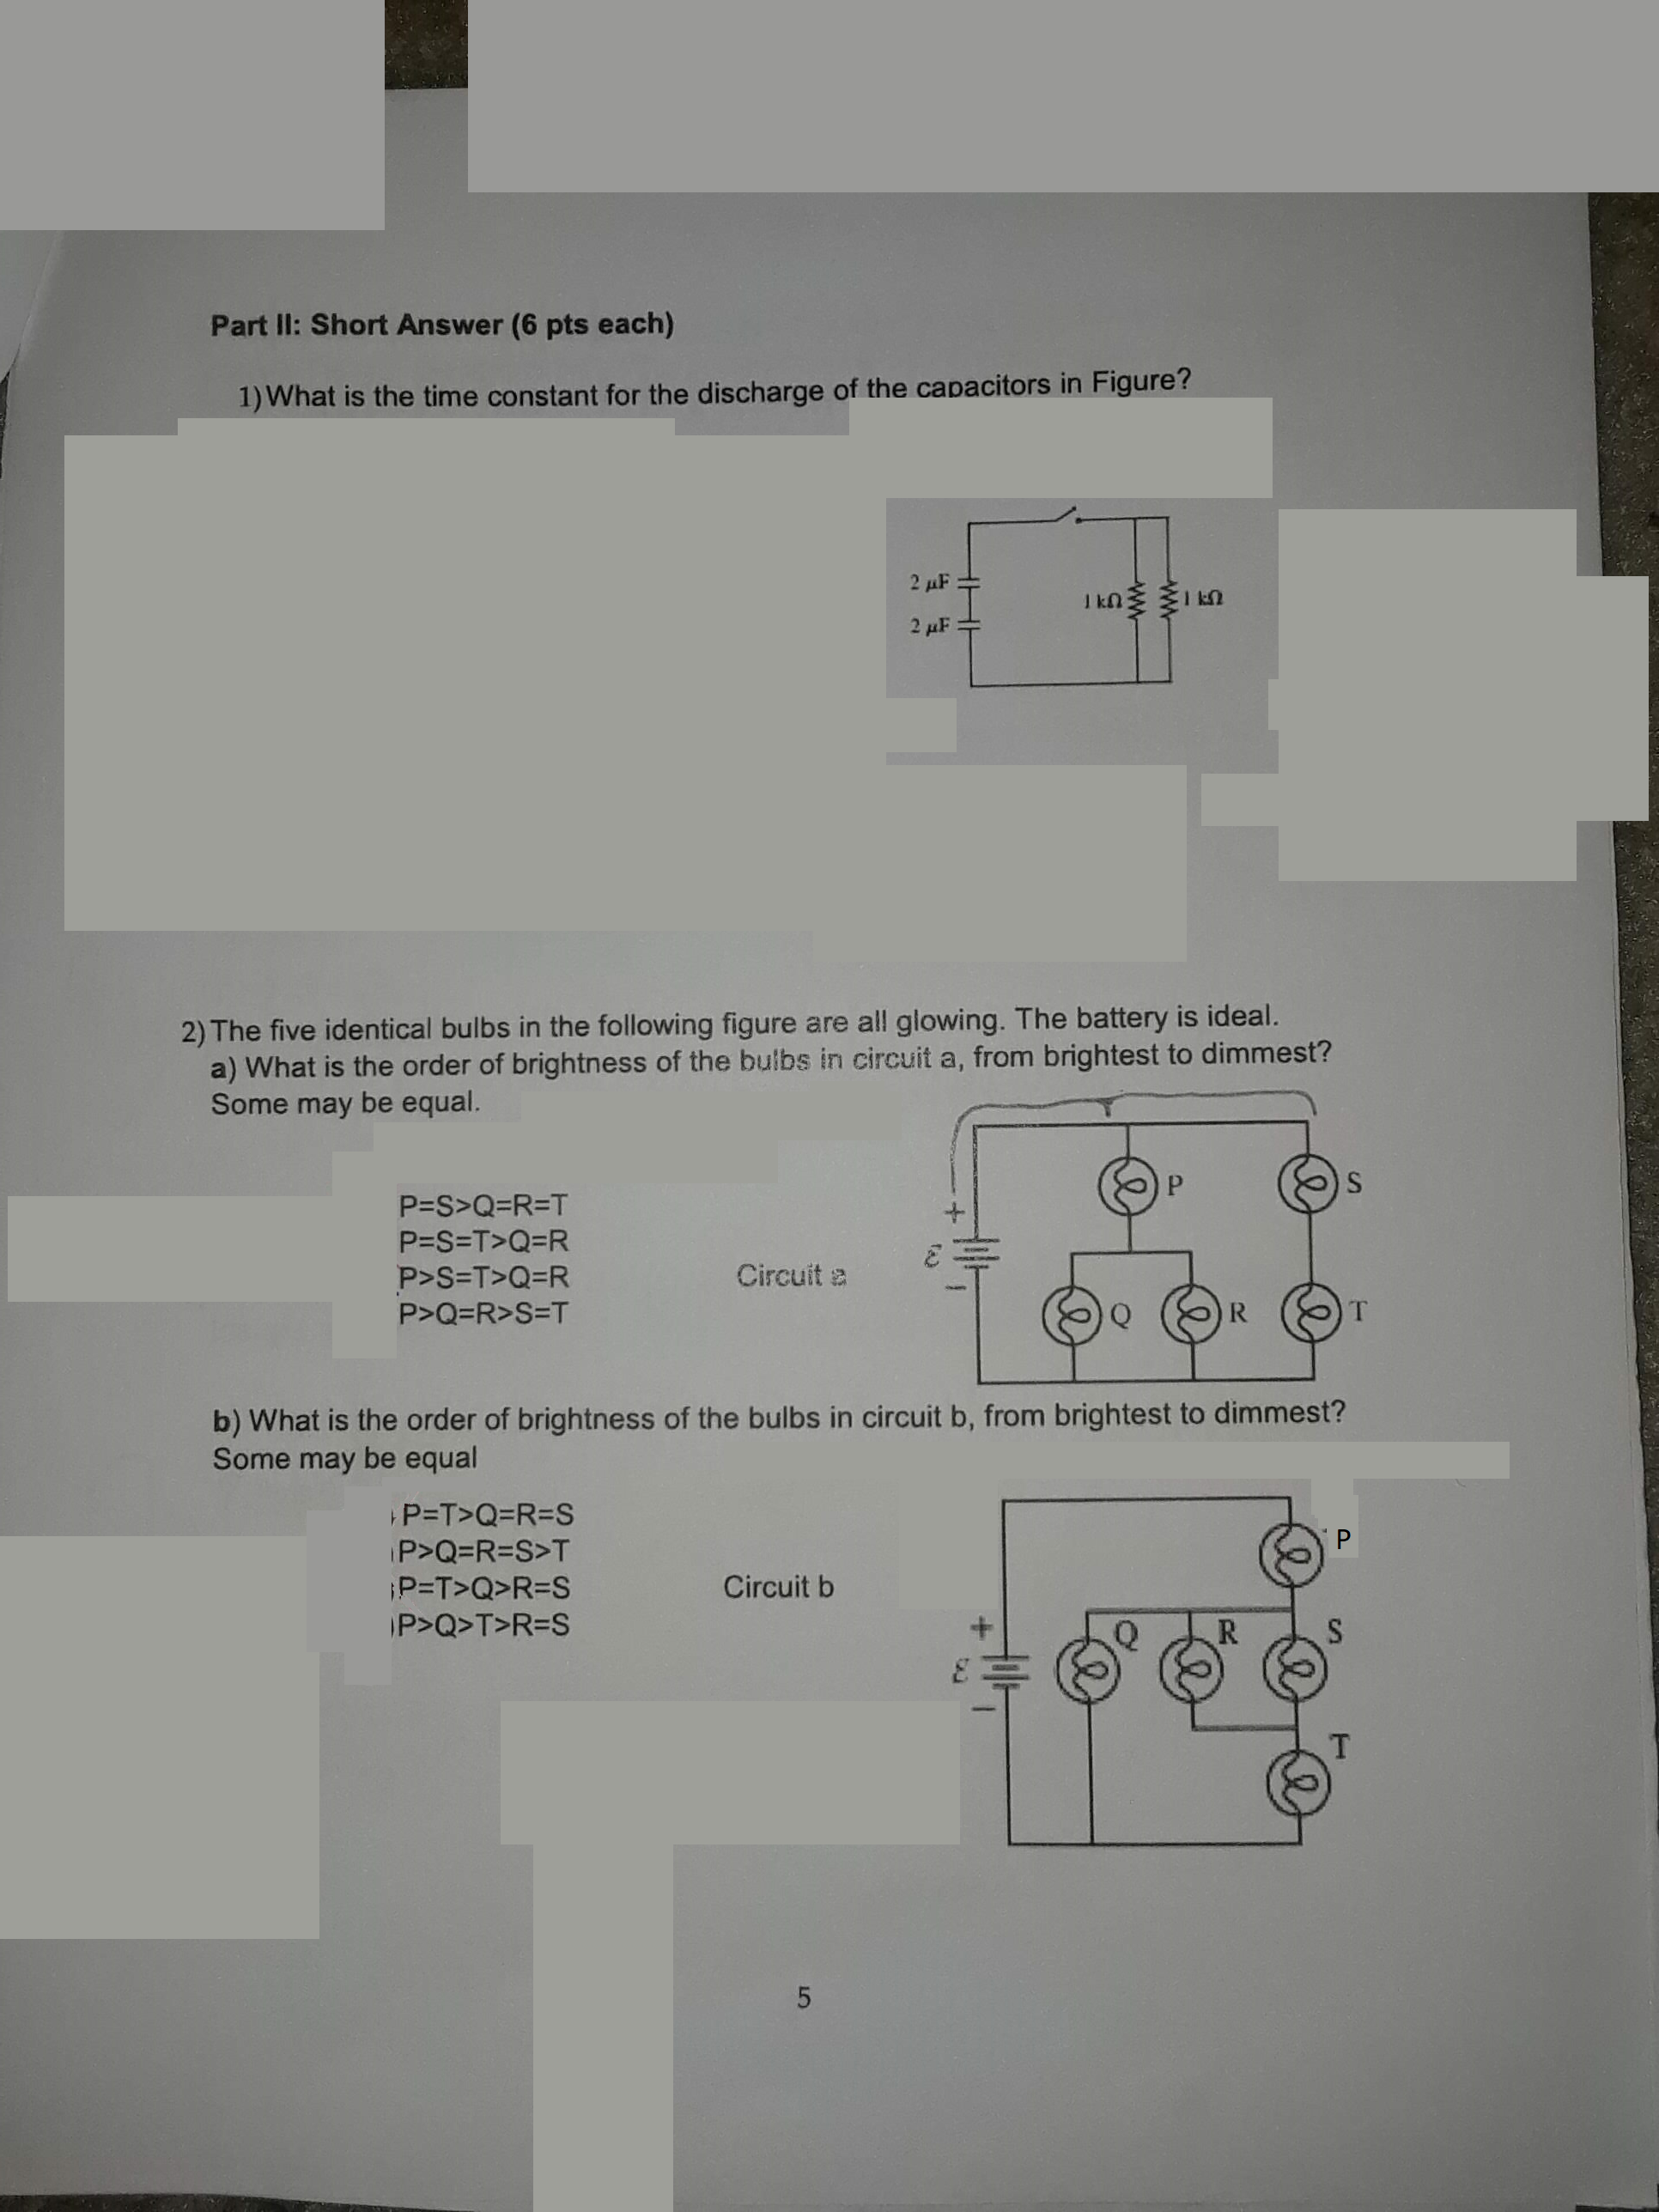 Part II: Short Answer (6 pts each)
1) What is the time constant for the discharge of the capacitors in Figure?
2 µF
2 µF
1 kΩ
1 kΩ
2) The five identical bulbs in the following figure are all glowing. The battery is ideal.
a) What is the order of brightness of the bulbs in circuit a, from brightest to dimmest?
Some may be equal.
P=S>Q=R=T
P=S=T>Q=R
P>S=T>Q=R
P>Q=R>S=T
Circuit a
+
ε
−
P
S
Q
R
T
b) What is the order of brightness of the bulbs in circuit b, from brightest to dimmest?
Some may be equal
P=T>Q=R=S
P>Q=R=S>T
P=T>Q>R=S
P>Q>T>R=S
Circuit b
P
+
ε
−
Q
R
S
T
5